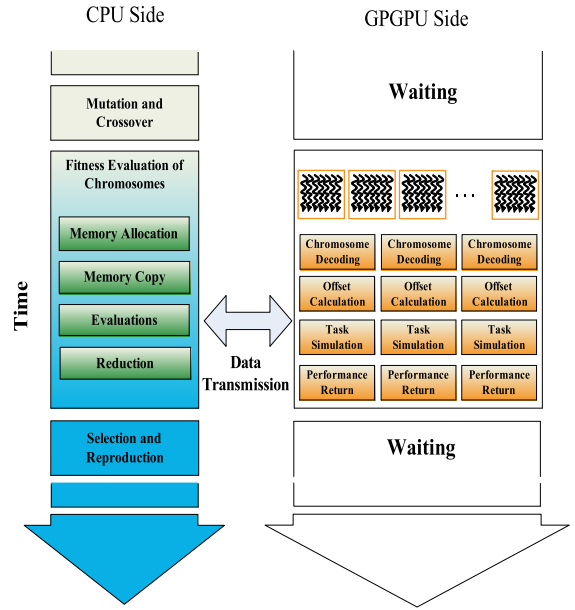 CPU Side
GPGPU Side
Waiting
Mutation and
Crossover
Fitness Evaluation of
Chromosomes
Memory Allocation
Memory Copy
Evaluations
Reduction
Time
Data
Transmission
...
Chromosome
Decoding
Chromosome
Decoding
Chromosome
Decoding
Offset
Calculation
Offset
Calculation
Offset
Calculation
Task
Simulation
Task
Simulation
Task
Simulation
Performance
Return
Performance
Return
Performance
Return
Selection and
Reproduction
Waiting